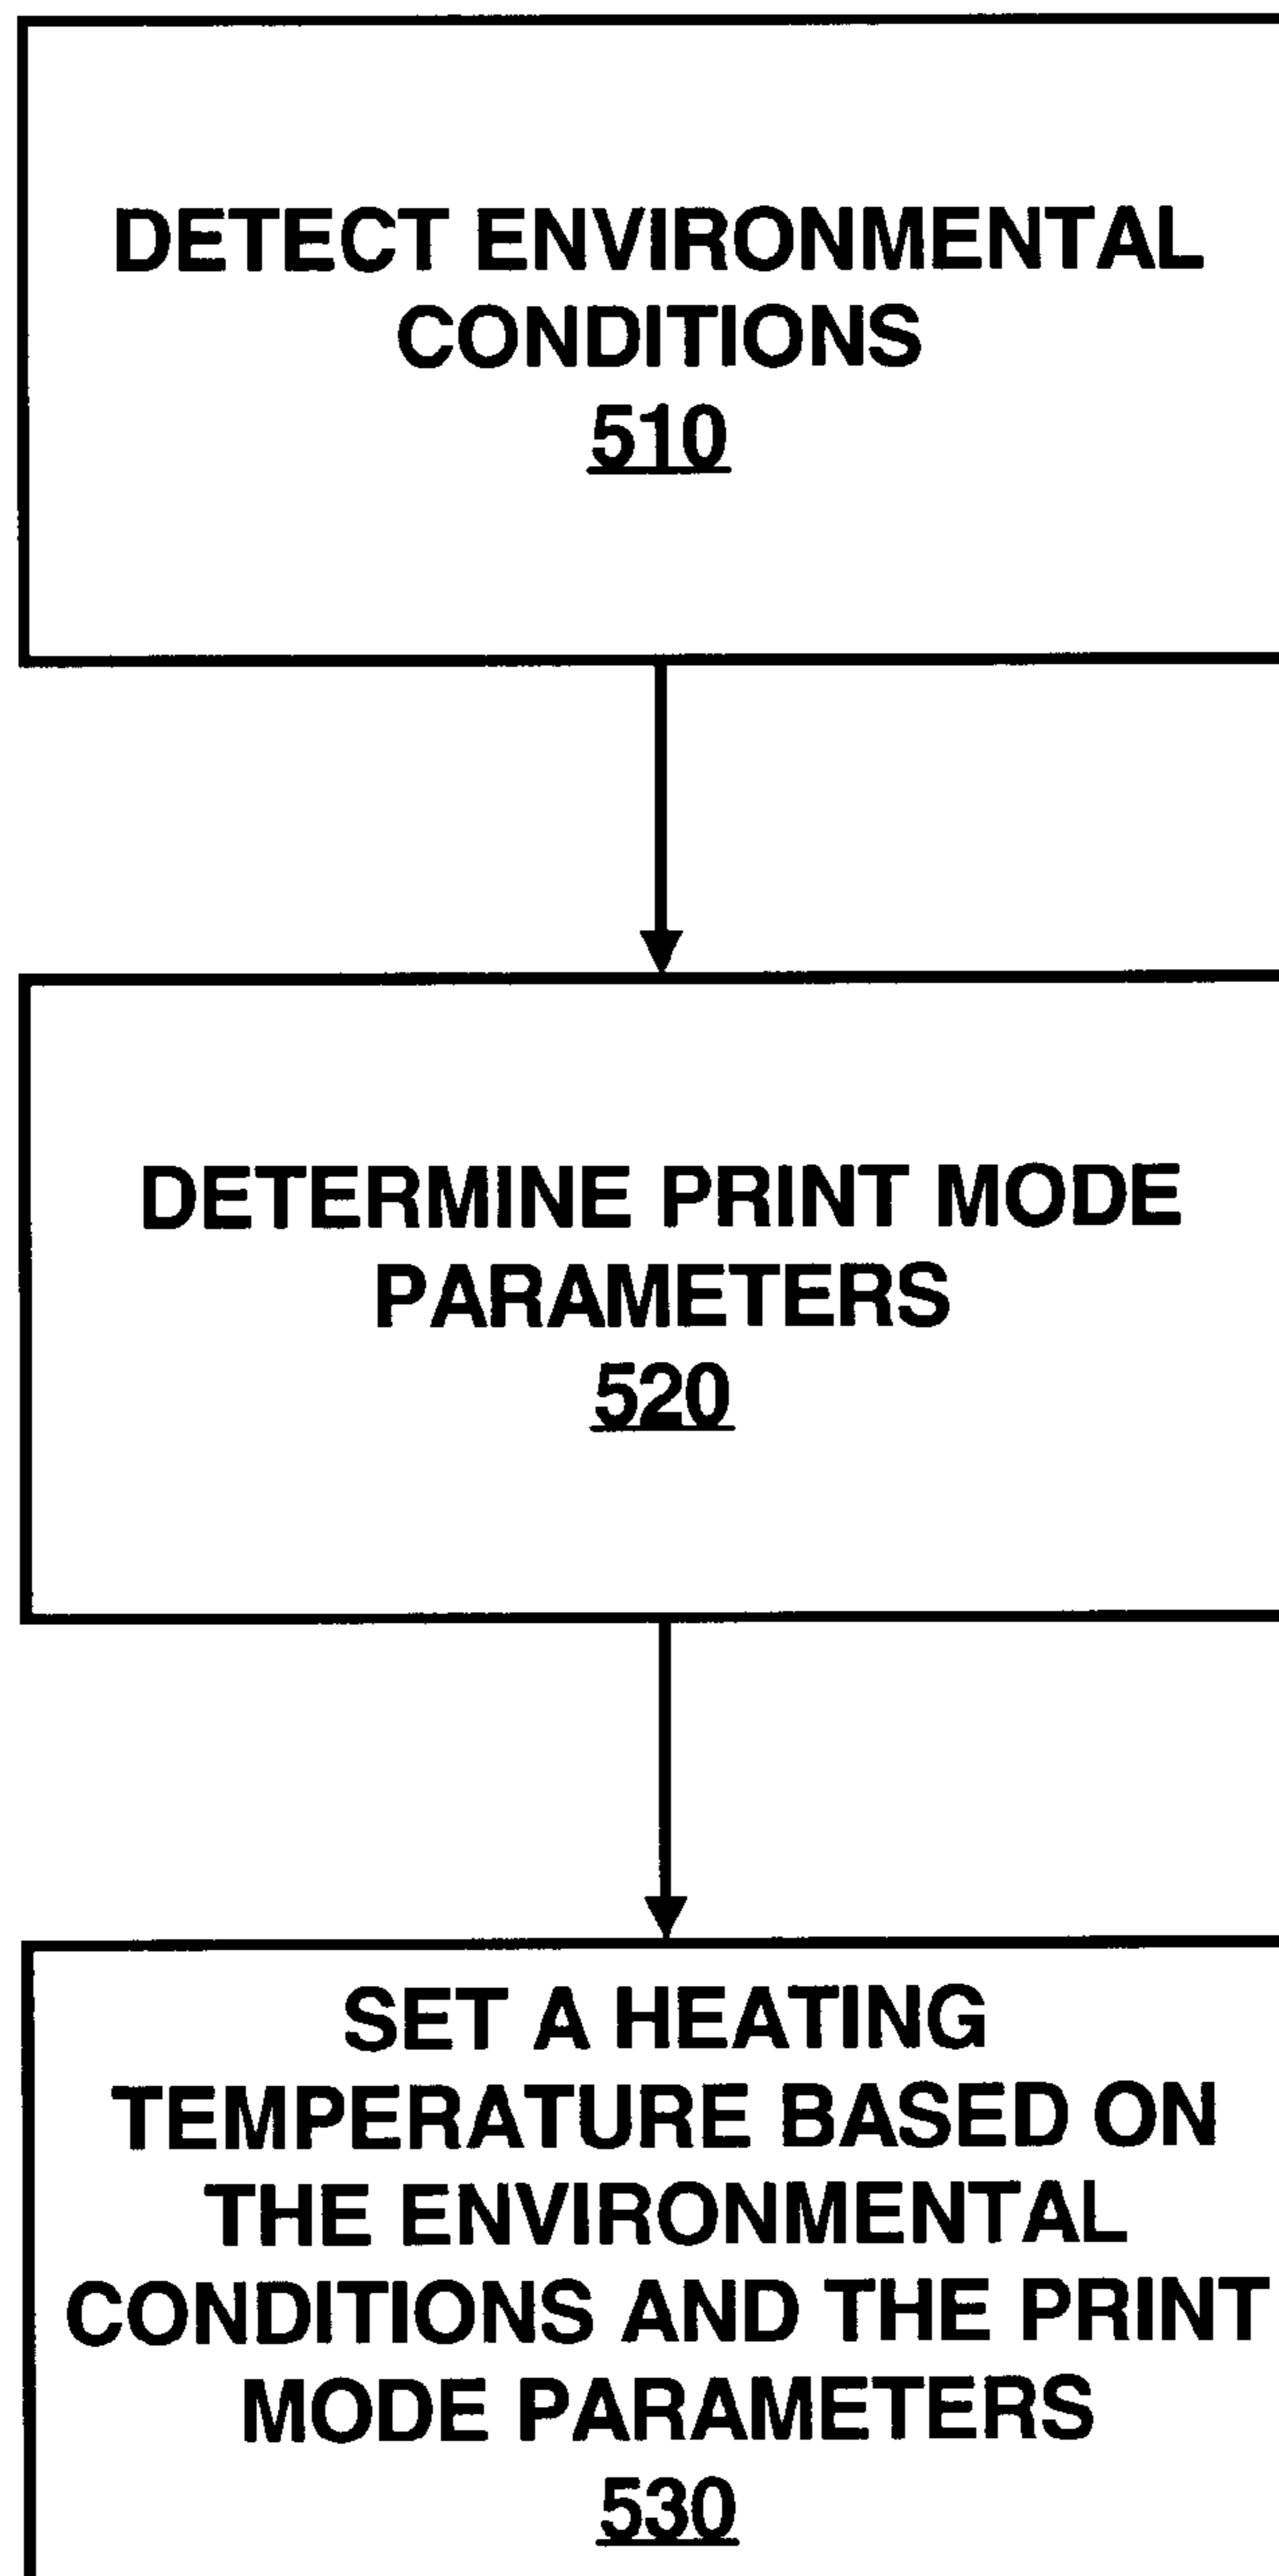 DETECT ENVIRONMENTAL
CONDITIONS
510
DETERMINE PRINT MODE
PARAMETERS
520
SET A HEATING
TEMPERATURE BASED ON
THE ENVIRONMENTAL
CONDITIONS AND THE PRINT
MODE PARAMETERS
530